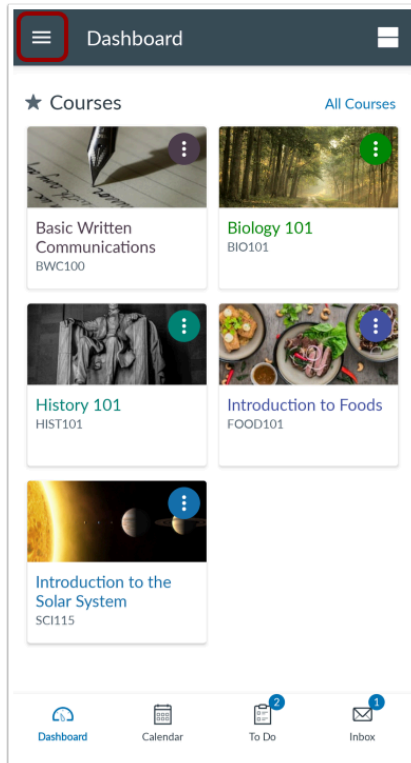 Dashboard
Courses
All Courses
Basic Written
Communications
BWC100
Biology 101
BIO101
History 101
HIST101
Introduction to Foods
FOOD101
Introduction to the
Solar System
SCI115
2
1
Dashboard
Calendar
To Do
Inbox